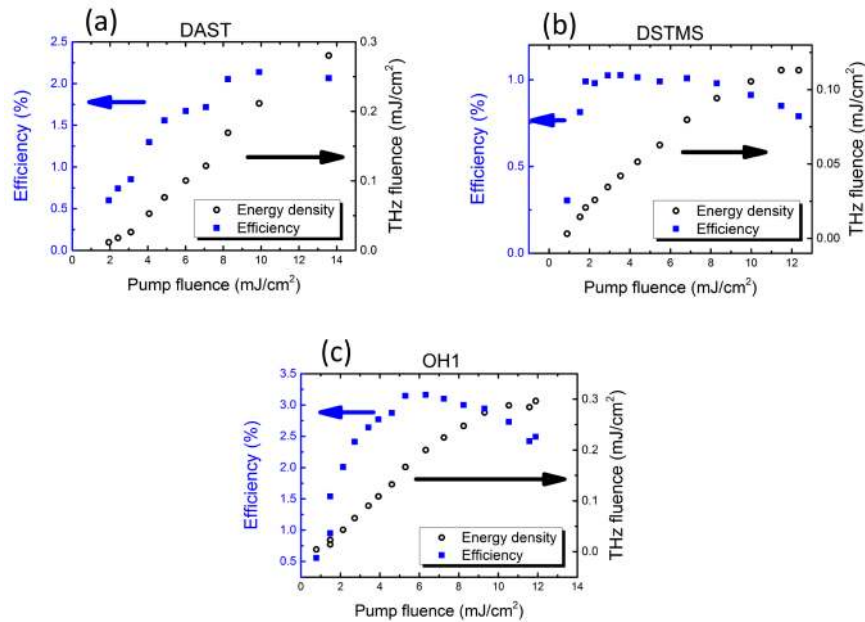 (a)
DAST
Efficiency (%)
2.5
2.0
1.5
1.0
0.5
0.0
0.3
0.2
0.1
0.0
THz fluence (mJ/cm²)
Energy density
Efficiency
0 2 4 6 8 10 12 14 16
Pump fluence (mJ/cm²)
(b)
DSTMS
Efficiency (%)
1.0
0.5
0.0
0.10
0.05
0.00
THz fluence (mJ/cm²)
Energy density
Efficiency
0 2 4 6 8 10 12
Pump fluence (mJ/cm²)
(c)
OH1
Efficiency (%)
3.5
3.0
2.5
2.0
1.5
1.0
0.5
0.3
0.2
0.1
0.0
THz fluence (mJ/cm²)
Energy density
Efficiency
0 2 4 6 8 10 12 14
Pump fluence (mJ/cm²)